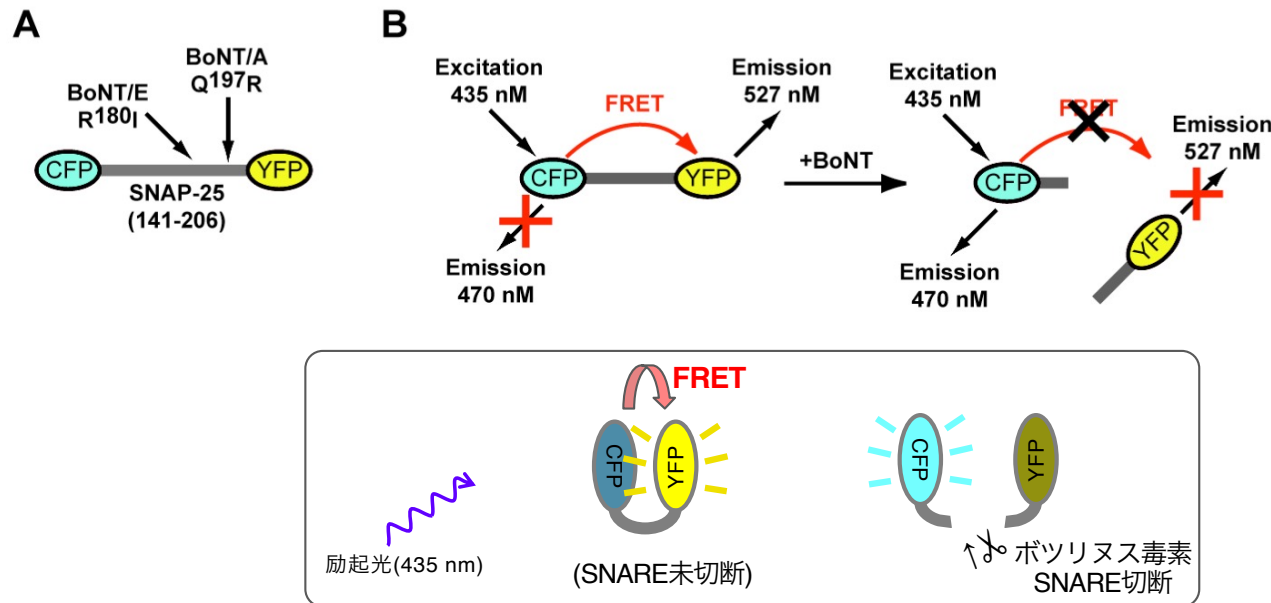 A
BoNT/E
R180I
BoNT/A
Q197R
CFP
YFP
SNAP-25
(141-206)
B
Excitation
435 nM
FRET
Emission
527 nM
CFP
YFP
Emission
470 nM
+BoNT
Excitation
435 nM
FRET
Emission
527 nM
CFP
YFP
Emission
470 nM
FRET
CFP
YFP
CFP
YFP
励起光(435 nm)
(SNARE未切断)
ボツリヌス毒素
SNARE切断